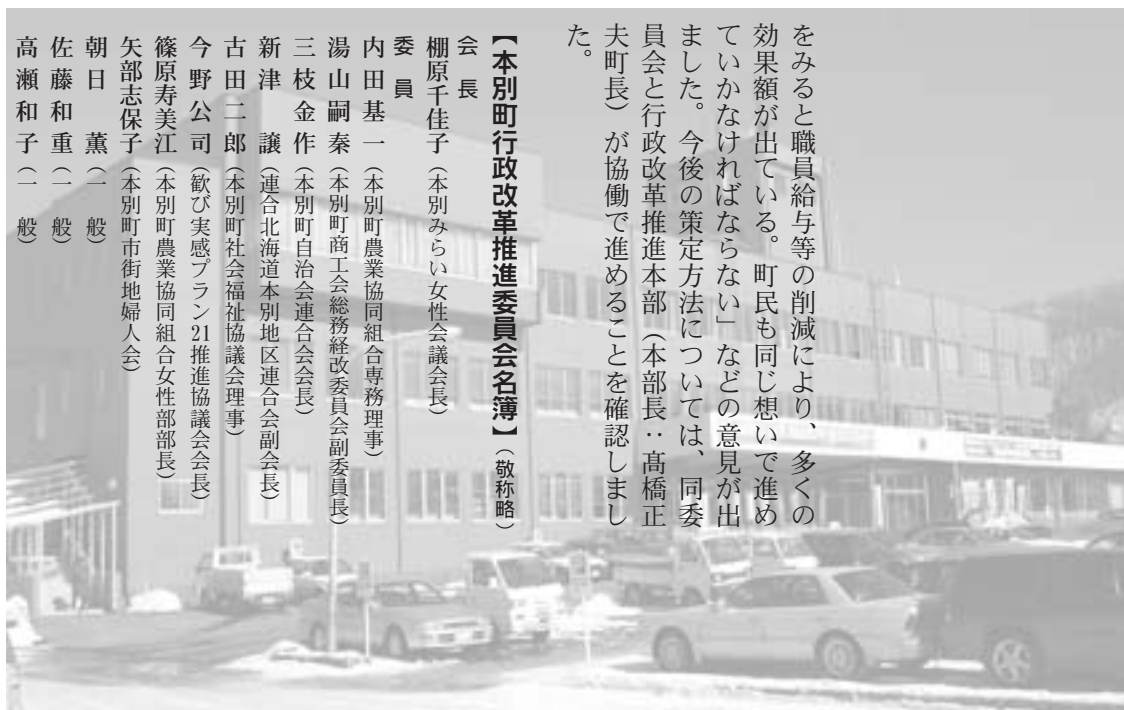 をみると職員給与等の削減により、多くの
効果額が出ている。町民も同じ想いで進め
ていかなければならない」などの意見が出
ました。今後の策定方法については、同委
員会と行政改革推進本部（本部長：髙橋正
夫町長）が協働で進めることを確認しまし
た。
【本別町行政改革推進委員会名簿】（敬称略）
会　長
棚原千佳子（本別みらい女性会議会長）
委　員
内田基一（本別町農業協同組合専務理事）
湯山嗣秦（本別町商工会総務経改委員会副委員長）
三枝金作（本別町自治会連合会会長）
新津　譲（連合北海道本別地区連合会副会長）
古田二郎（本別町社会福祉協議会理事）
今野公司（歓び実感プラン21推進協議会会長）
篠原寿美江（本別町農業協同組合女性部部長）
矢部志保子（本別町市街地婦人会）
朝日　薫（一　般）
佐藤和重（一　般）
高瀬和子（一　般）